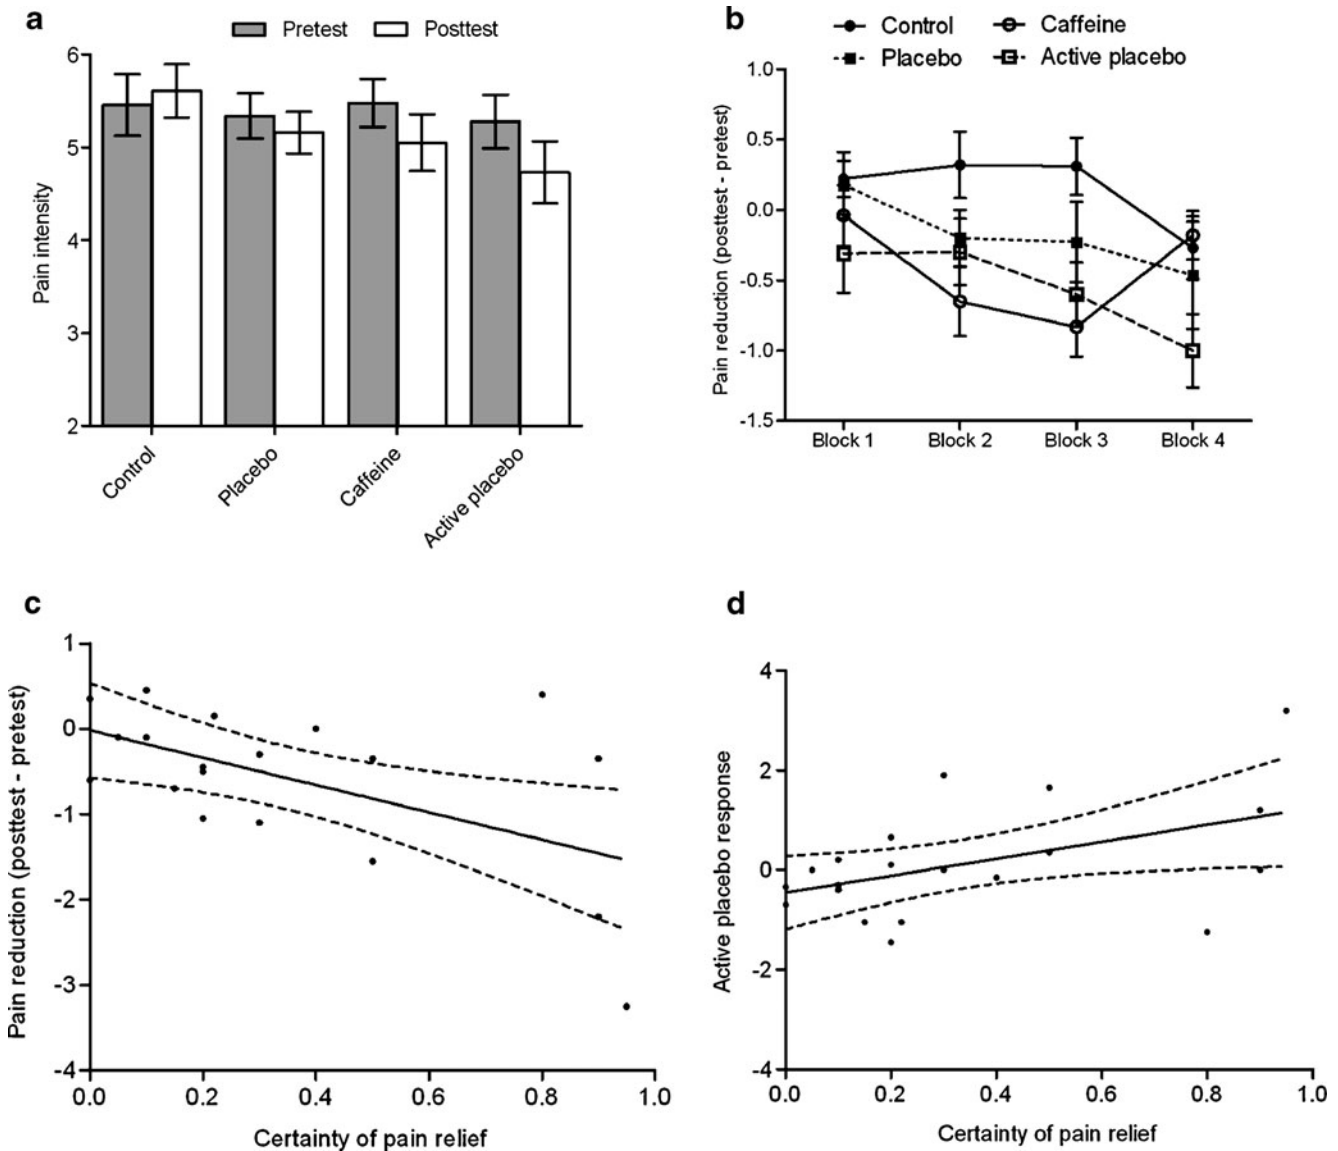 a
Pretest Posttest
6
5
4
3
2
Pain intensity
Control
Placebo
Caffeine
Active placebo
b
Control Caffeine
Placebo Active placebo
1.0
0.5
0.0
-0.5
-1.0
-1.5
Pain reduction (posttest - pretest)
Block 1 Block 2 Block 3 Block 4
c
1
0
-1
-2
-3
-4
Pain reduction (posttest - pretest)
0.0 0.2 0.4 0.6 0.8 1.0
Certainty of pain relief
d
4
2
0
-2
-4
Active placebo response
0.0 0.2 0.4 0.6 0.8 1.0
Certainty of pain relief